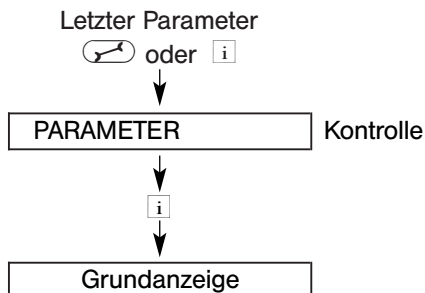 Letzter Parameter
oder i
PARAMETER Kontrolle
i
Grundanzeige